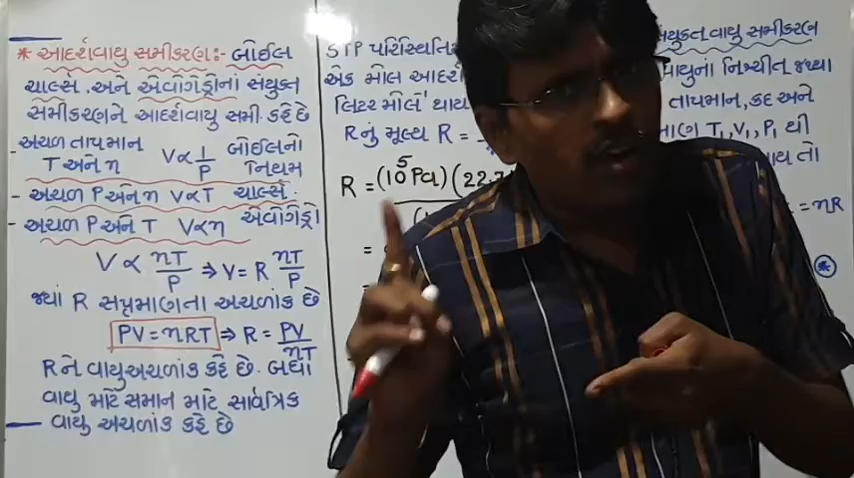 * આદર્શવાયુ સમીકરણ:- બોઈલ
ચાર્લ્સ અને એવોગેડ્રોનાં સંયુક્ત
સમીકરણને આદર્શવાયુ સમી. કહે છે
- અચળ તાપમાન
T અને n V∝1/P બોઈલનો નિયમ
- અચળ P અને n V∝T ચાર્લ્સ.
- અચળ P અને T V∝n એવોગેડ્રો
V ∝ nT/P ⇒ V = R nT/P
જ્યાં R સપ્રમાણના અચળાંક છે
PV = nRT ⇒ R = PV/nT
R ને વાયુઅચળાંક કહે છે. બધા
વાયુ માટે સમાન માટે સાર્વત્રિક
વાયુ અચળાંક કહે છે
STP પરિસ્થિતિ
એક મોલ આદર્
લિટર મોલ⁻¹ થાય
R નું મૂલ્ય R =
R = (10⁵ Pa) (22.7
=
સંયુક્ત વાયુ સમીકરણ
વાયુનાં નિશ્ચીત જથ્થા
તાપમાન, કદ અને
T₁, V₁, P₁ થી
થાય તો
= nR
*